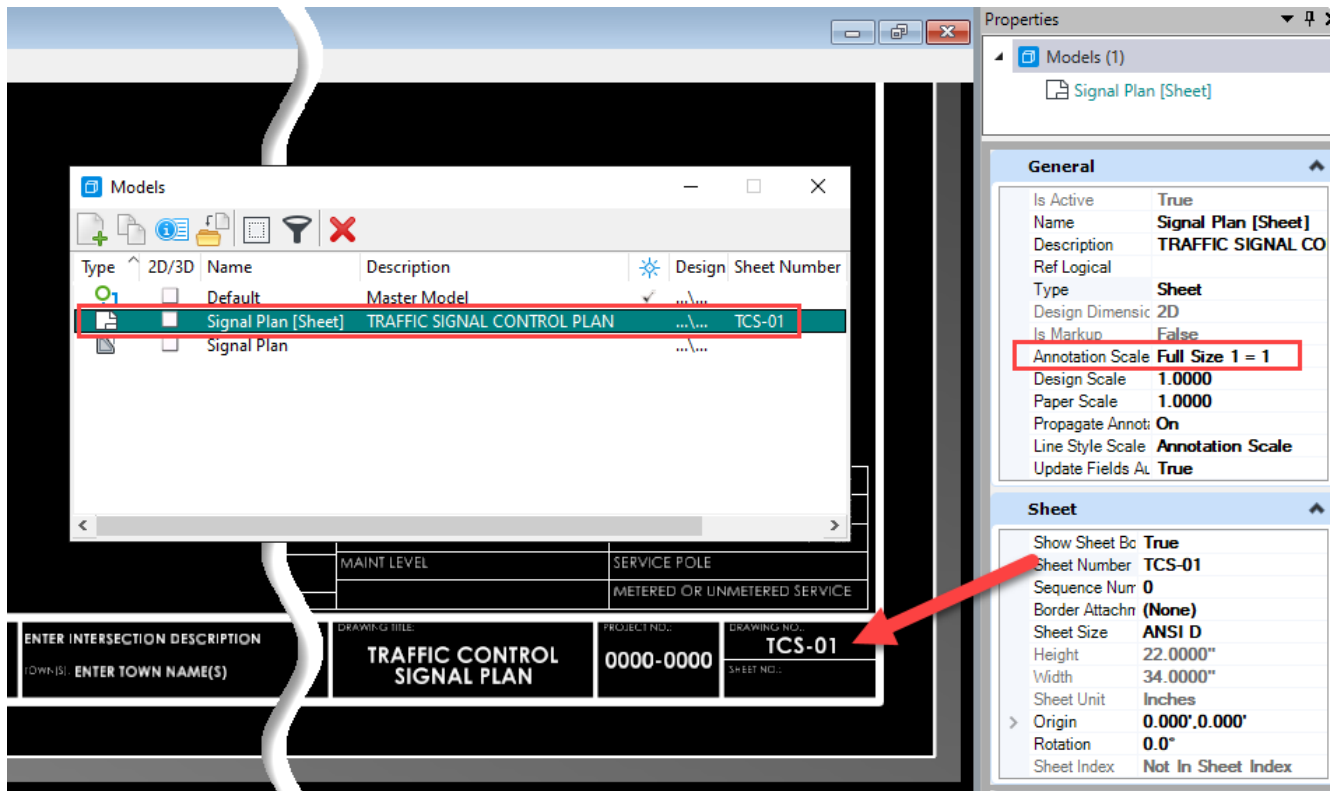 Properties
Models (1)
Signal Plan [Sheet]
General
Is Active True
Name Signal Plan [Sheet]
Description TRAFFIC SIGNAL CO
Ref Logical
Type Sheet
Design Dimensic 2D
Is Markup False
Annotation Scale Full Size 1 = 1
Design Scale 1.0000
Paper Scale 1.0000
Propagate Annot On
Line Style Scale Annotation Scale
Update Fields Au True
Sheet
Show Sheet Bo True
Sheet Number TCS-01
Sequence Num 0
Border Attachm (None)
Sheet Size ANSI D
Height 22.0000"
Width 34.0000"
Sheet Unit Inches
Origin 0.000',0.000'
Rotation 0.0°
Sheet Index Not In Sheet Index
Models
Type 2D/3D Name Description Design Sheet Number
Default Master Model ...\...
Signal Plan [Sheet] TRAFFIC SIGNAL CONTROL PLAN ...\... TCS-01
Signal Plan ...\...
MAINT LEVEL SERVICE POLE
METERED OR UNMETERED SERVICE
ENTER INTERSECTION DESCRIPTION
TOWN(S): ENTER TOWN NAME(S)
DRAWING TITLE:
TRAFFIC CONTROL
SIGNAL PLAN
PROJECT NO.:
0000-0000
DRAWING NO.:
TCS-01
SHEET NO.: